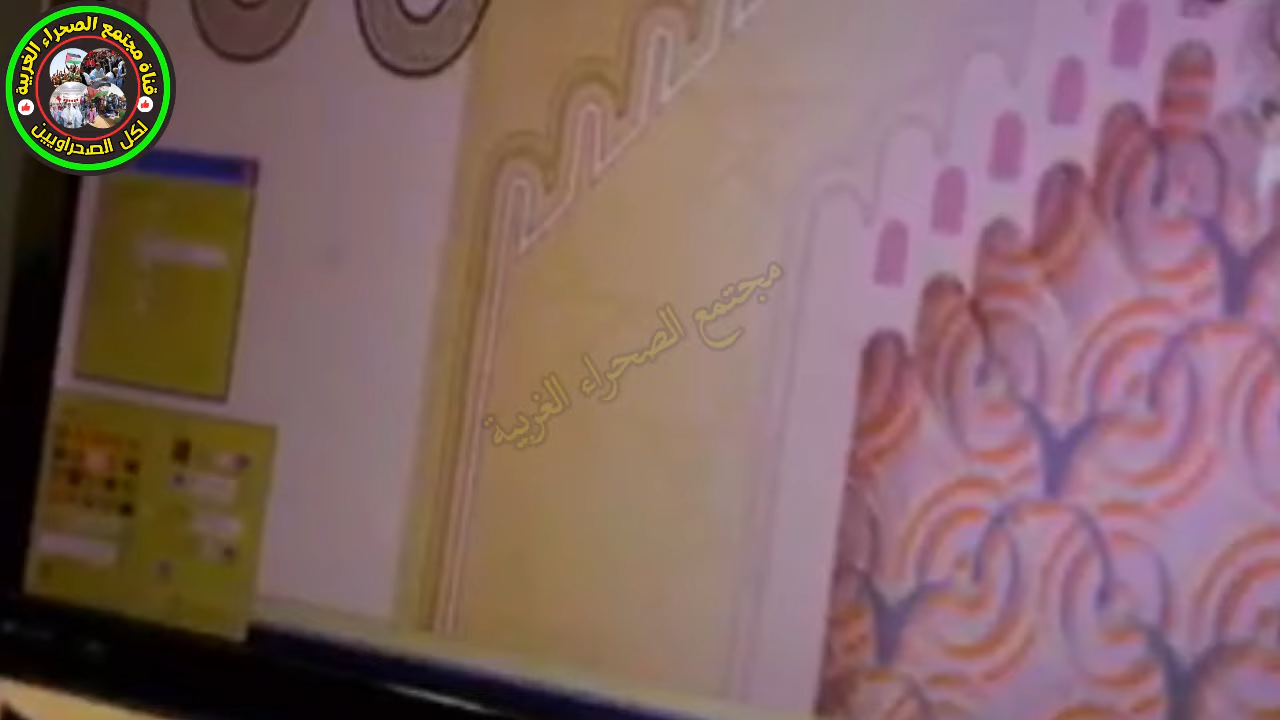 قناة مجتمع الصحراء الغربية
لكل الصحراويين
مجتمع الصحراء الغربية